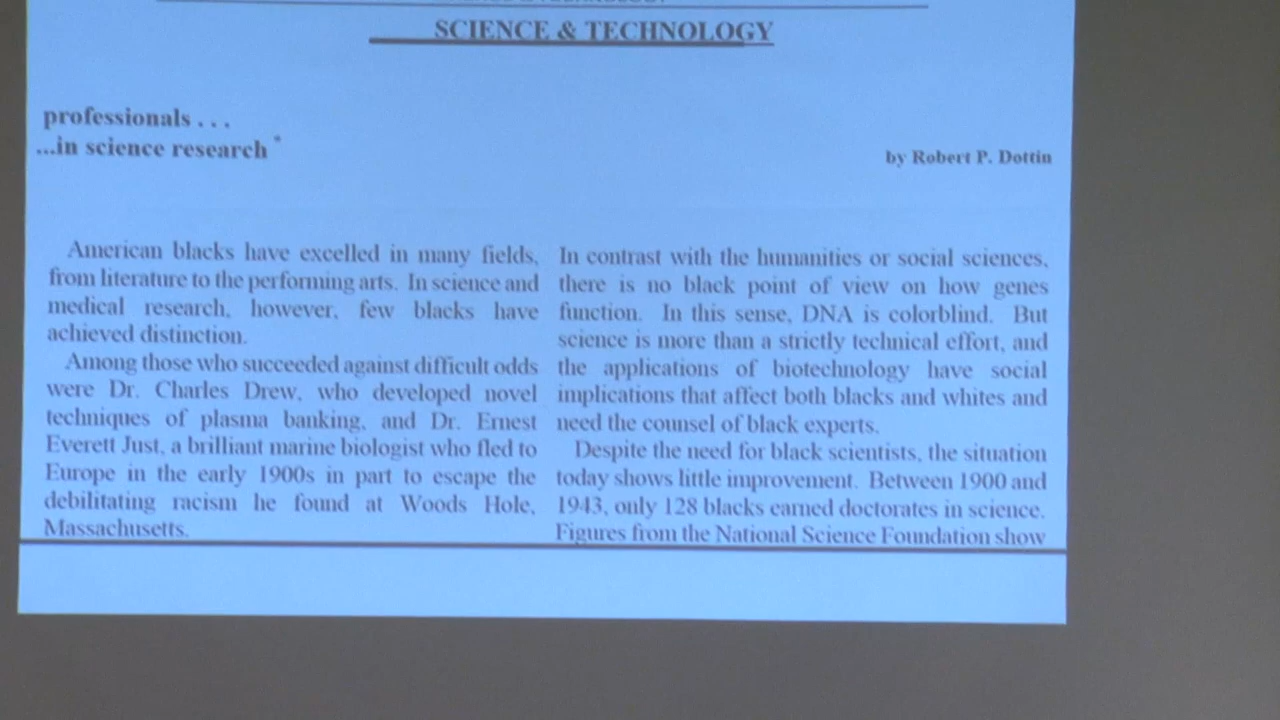 SCIENCE & TECHNOLOGY
professionals . . .
...in science research *
by Robert P. Dottin
American blacks have excelled in many fields,
from literature to the performing arts. In science and
medical research, however, few blacks have
achieved distinction.
Among those who succeeded against difficult odds
were Dr. Charles Drew, who developed novel
techniques of plasma banking, and Dr. Ernest
Everett Just, a brilliant marine biologist who fled to
Europe in the early 1900s in part to escape the
debilitating racism he found at Woods Hole,
Massachusetts.
In contrast with the humanities or social sciences,
there is no black point of view on how genes
function. In this sense, DNA is colorblind. But
science is more than a strictly technical effort, and
the applications of biotechnology have social
implications that affect both blacks and whites and
need the counsel of black experts.
Despite the need for black scientists, the situation
today shows little improvement. Between 1900 and
1943, only 128 blacks earned doctorates in science.
Figures from the National Science Foundation show